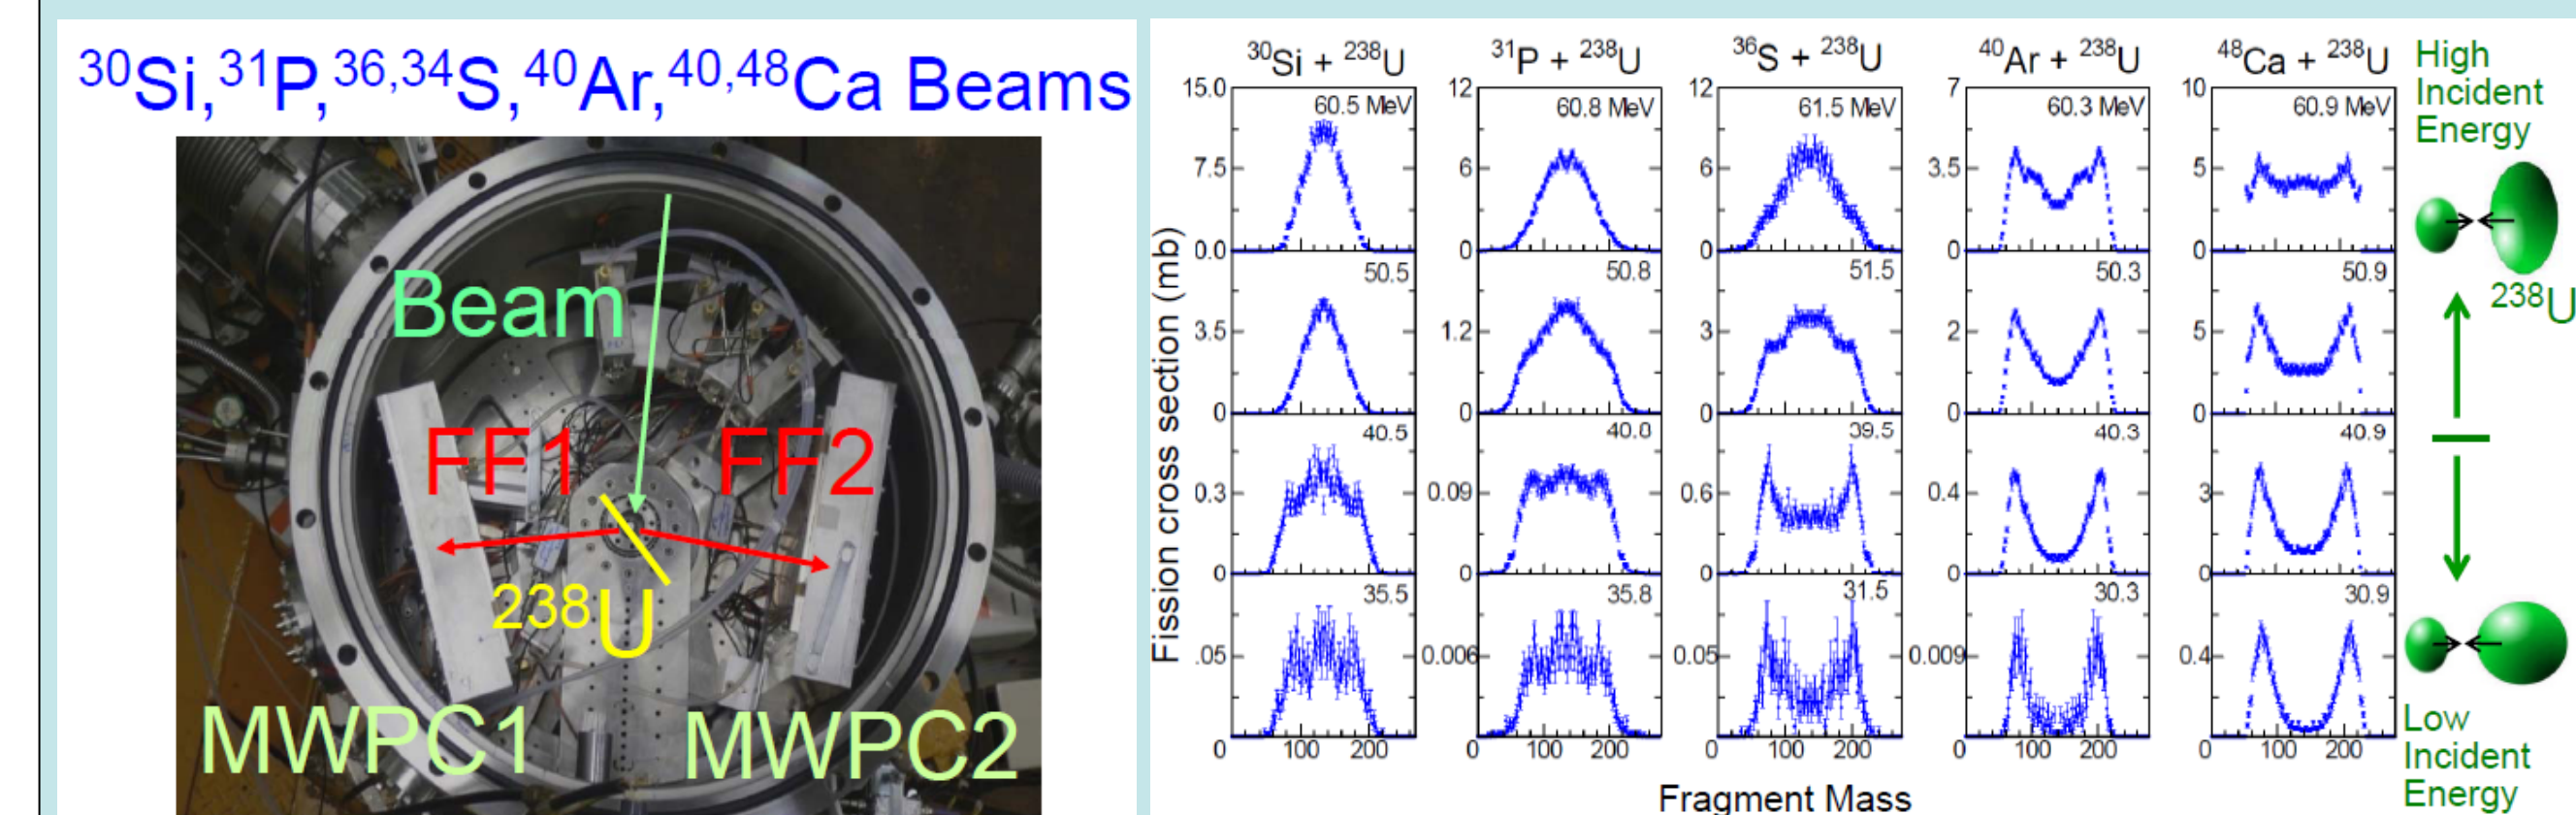 ³⁰Si,³¹P,³⁶,³⁴S,⁴⁰Ar,⁴⁰,⁴⁸Ca Beams
Beam
FF1 FF2
²³⁸U
MWPC1 MWPC2
³⁰Si + ²³⁸U ³¹P + ²³⁸U ³⁶S + ²³⁸U ⁴⁰Ar + ²³⁸U ⁴⁸Ca + ²³⁸U
15.0 12 12 7 10
60.5 MeV 60.8 MeV 61.5 MeV 60.3 MeV 60.9 MeV
7.5 6 6 3.5 5
0.0 0 0 0 0
50.5 50.8 51.5 50.3 50.9
3.5 1.2 3 2 5
0 0 0 0 0
40.5 40.0 39.5 40.3 40.9
0.3 0.09 0.6 0.4 3
0 0 0 0 0
35.5 35.8 31.5 30.3 30.9
.05 0.006 0.05 0.009 0.4
0 100 200 0 100 200 0 100 200 0 100 200 0 100 200
Fission cross section (mb)
Fragment Mass
High
Incident
Energy
²³⁸U
Low
Incident
Energy